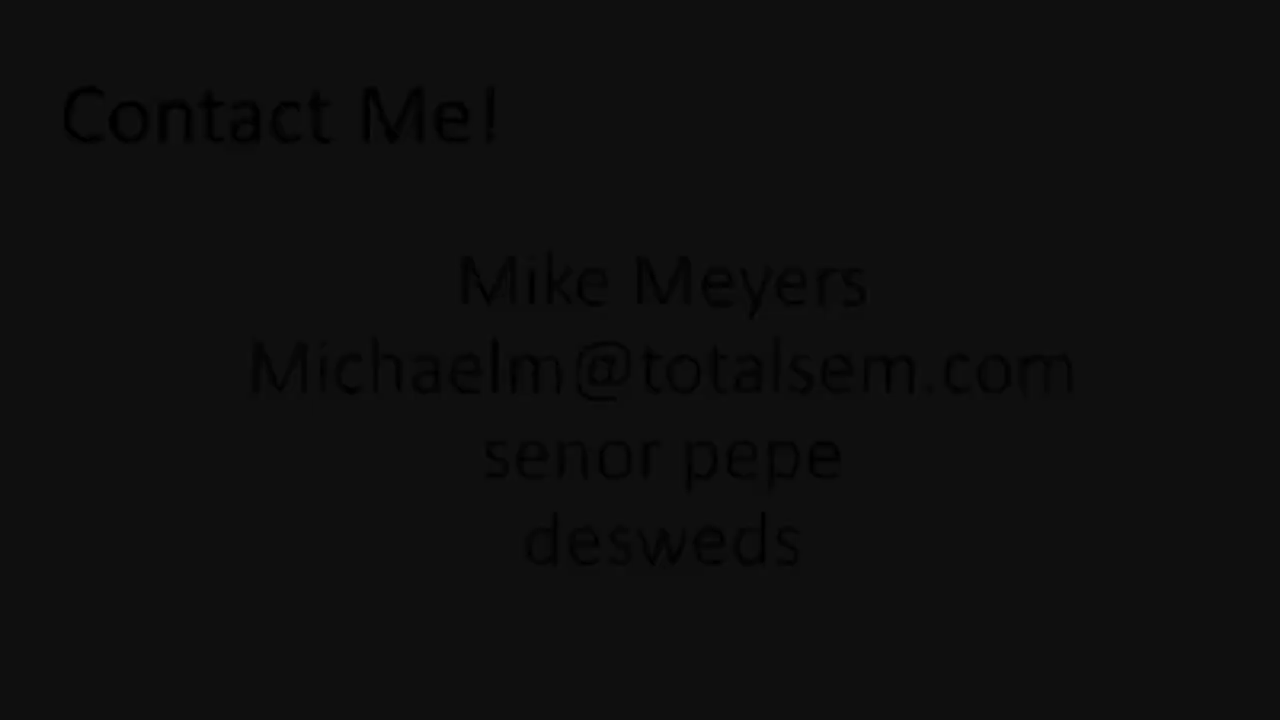 Contact Me!
Mike Meyers
Michaelm@totalsem.com
senor pepe
desweds